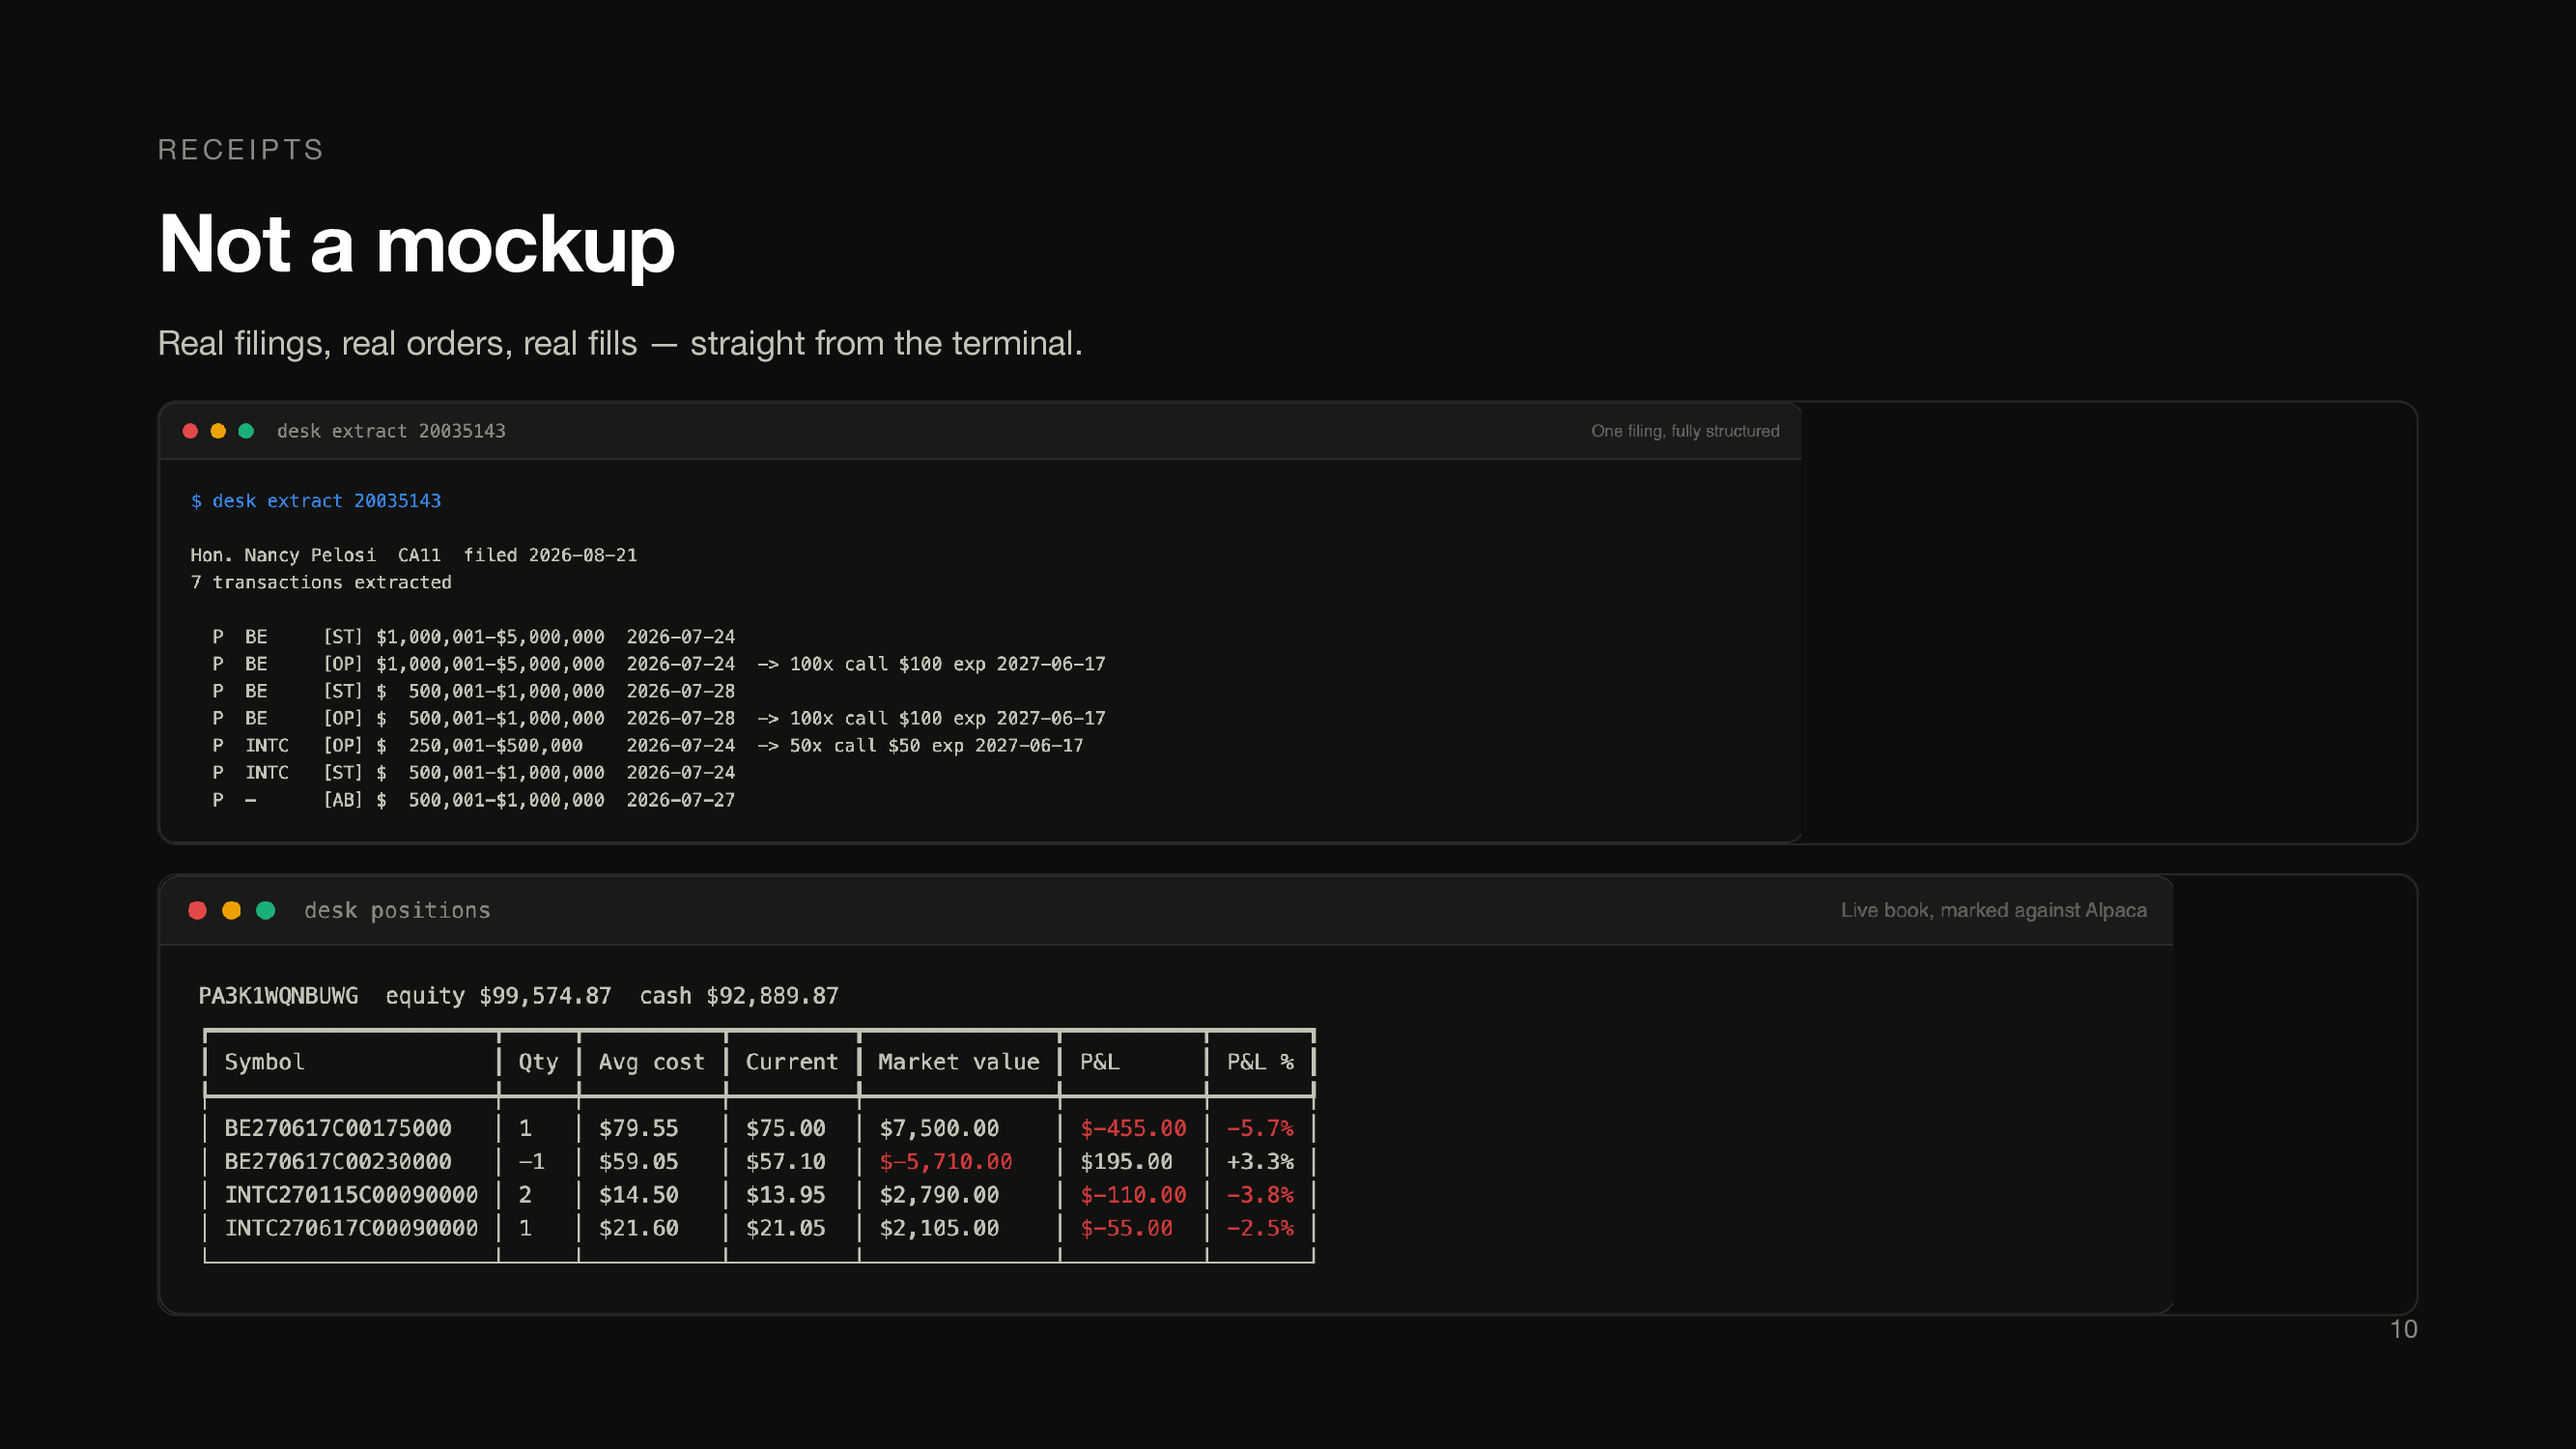 RECEIPTS
Not a mockup
Real filings, real orders, real fills — straight from the terminal.
desk extract 20035143 One filing, fully structured
$ desk extract 20035143
Hon. Nancy Pelosi CA11 filed 2026-08-21
7 transactions extracted
P BE [ST] $1,000,001-$5,000,000 2026-07-24
P BE [OP] $1,000,001-$5,000,000 2026-07-24 -> 100x call $100 exp 2027-06-17
P BE [ST] $ 500,001-$1,000,000 2026-07-28
P BE [OP] $ 500,001-$1,000,000 2026-07-28 -> 100x call $100 exp 2027-06-17
P INTC [OP] $ 250,001-$500,000 2026-07-24 -> 50x call $50 exp 2027-06-17
P INTC [ST] $ 500,001-$1,000,000 2026-07-24
P — [AB] $ 500,001-$1,000,000 2026-07-27
desk positions Live book, marked against Alpaca
PA3K1WQNBUWG equity $99,574.87 cash $92,889.87
Symbol Qty Avg cost Current Market value P&L P&L %
BE270617C00175000 1 $79.55 $75.00 $7,500.00 $-455.00 -5.7%
BE270617C00230000 -1 $59.05 $57.10 $-5,710.00 $195.00 +3.3%
INTC270115C00090000 2 $14.50 $13.95 $2,790.00 $-110.00 -3.8%
INTC270617C00090000 1 $21.60 $21.05 $2,105.00 $-55.00 -2.5%
10